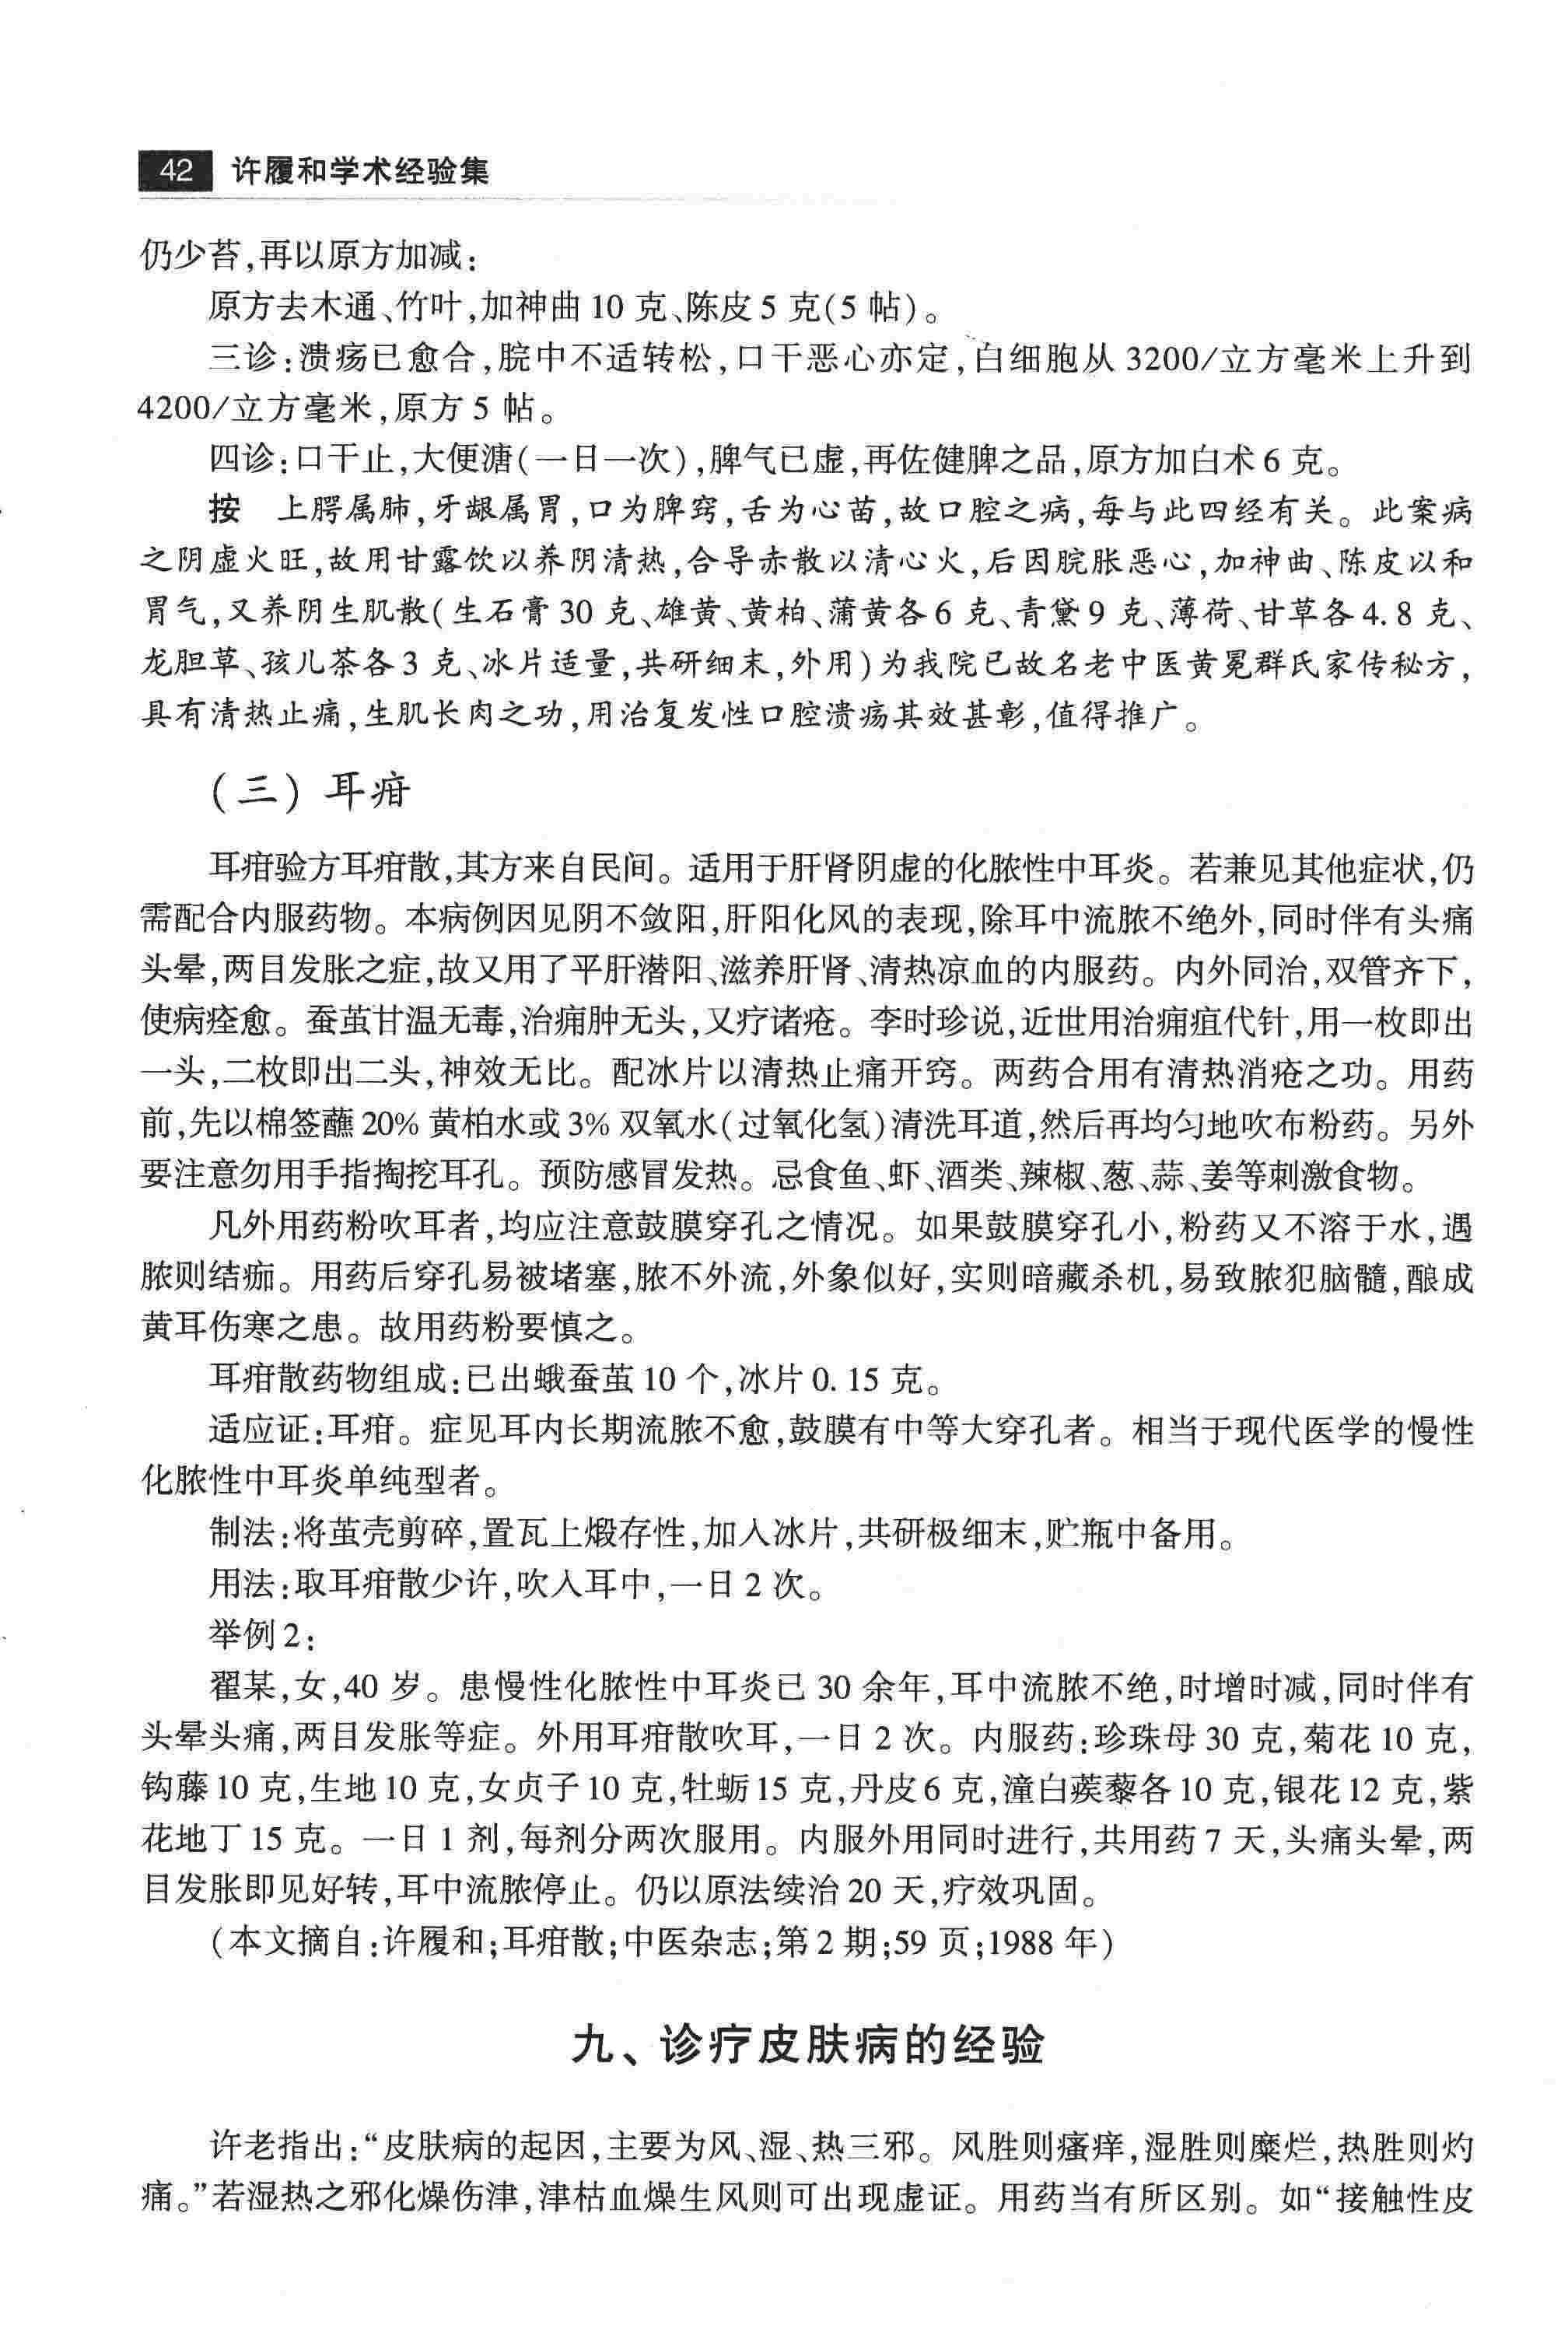 42 许履和学术经验集
仍少苔,再以原方加减:
原方去木通、竹叶,加神曲 10 克、陈皮 5 克(5 帖)。
三诊:溃疡已愈合,脘中不适转松,口干恶心亦定,白细胞从 3200/立方毫米上升到
4200/立方毫米,原方 5 帖。
四诊:口干止,大便溏(一日一次),脾气已虚,再佐健脾之品,原方加白术 6 克。
按 上腭属肺,牙龈属胃,口为脾窍,舌为心苗,故口腔之病,每与此四经有关。此案病
之阴虚火旺,故用甘露饮以养阴清热,合导赤散以清心火,后因脘胀恶心,加神曲、陈皮以和
胃气,又养阴生肌散(生石膏 30 克、雄黄、黄柏、蒲黄各 6 克、青黛 9 克、薄荷、甘草各 4.8 克、
龙胆草、孩儿茶各 3 克、冰片适量,共研细末,外用)为我院已故名老中医黄冕群氏家传秘方,
具有清热止痛,生肌长肉之功,用治复发性口腔溃疡其效甚彰,值得推广。
(三) 耳疳
耳疳验方耳疳散,其方来自民间。适用于肝肾阴虚的化脓性中耳炎。若兼见其他症状,仍
需配合内服药物。本病例因见阴不敛阳,肝阳化风的表现,除耳中流脓不绝外,同时伴有头痛
头晕,两目发胀之症,故又用了平肝潜阳、滋养肝肾、清热凉血的内服药。内外同治,双管齐下,
使病痊愈。蚕茧甘温无毒,治痈肿无头,又疗诸疮。李时珍说,近世用治痈疽代针,用一枚即出
一头,二枚即出二头,神效无比。配冰片以清热止痛开窍。两药合用有清热消疮之功。用药
前,先以棉签蘸 20% 黄柏水或 3% 双氧水(过氧化氢)清洗耳道,然后再均匀地吹布粉药。另外
要注意勿用手指掏挖耳孔。预防感冒发热。忌食鱼、虾、酒类、辣椒、葱、蒜、姜等刺激食物。
凡外用药粉吹耳者,均应注意鼓膜穿孔之情况。如果鼓膜穿孔小,粉药又不溶于水,遇
脓则结痂。用药后穿孔易被堵塞,脓不外流,外象似好,实则暗藏杀机,易致脓犯脑髓,酿成
黄耳伤寒之患。故用药粉要慎之。
耳疳散药物组成:已出蛾蚕茧 10 个,冰片 0.15 克。
适应证:耳疳。症见耳内长期流脓不愈,鼓膜有中等大穿孔者。相当于现代医学的慢性
化脓性中耳炎单纯型者。
制法:将茧壳剪碎,置瓦上煅存性,加入冰片,共研极细末,贮瓶中备用。
用法:取耳疳散少许,吹入耳中,一日 2 次。
举例 2:
翟某,女,40 岁。患慢性化脓性中耳炎已 30 余年,耳中流脓不绝,时增时减,同时伴有
头晕头痛,两目发胀等症。外用耳疳散吹耳,一日 2 次。内服药:珍珠母 30 克,菊花 10 克,
钩藤 10 克,生地 10 克,女贞子 10 克,牡蛎 15 克,丹皮 6 克,潼白蒺藜各 10 克,银花 12 克,紫
花地丁 15 克。一日 1 剂,每剂分两次服用。内服外用同时进行,共用药 7 天,头痛头晕,两
目发胀即见好转,耳中流脓停止。仍以原法续治 20 天,疗效巩固。
(本文摘自:许履和;耳疳散;中医杂志;第 2 期;59 页;1988 年)
九、诊疗皮肤病的经验
许老指出:“皮肤病的起因,主要为风、湿、热三邪。风胜则瘙痒,湿胜则糜烂,热胜则灼
痛。”若湿热之邪化燥伤津,津枯血燥生风则可出现虚证。用药当有所区别。如“接触性皮